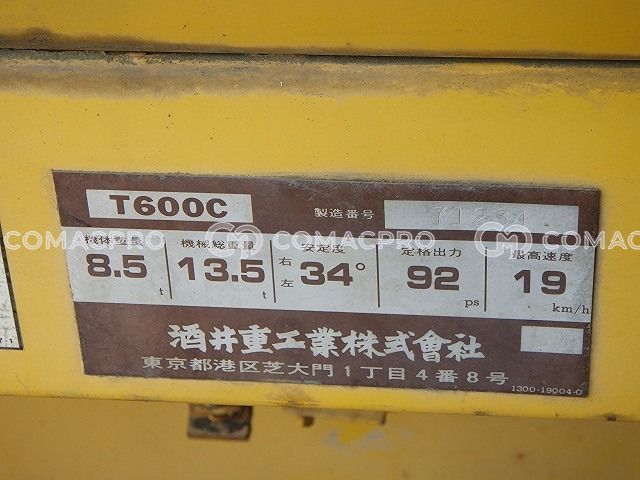 T600C 製造番号
機体重量 機械総重量 安定度 定格出力 最高速度
8.5 t 13.5 t 右左 34° 92 ps 19 km/h
酒井重工業株式會社
東京都港区芝大門1丁目4番8号
1300-19004-0
COMACPRO COMACPRO COMACPRO